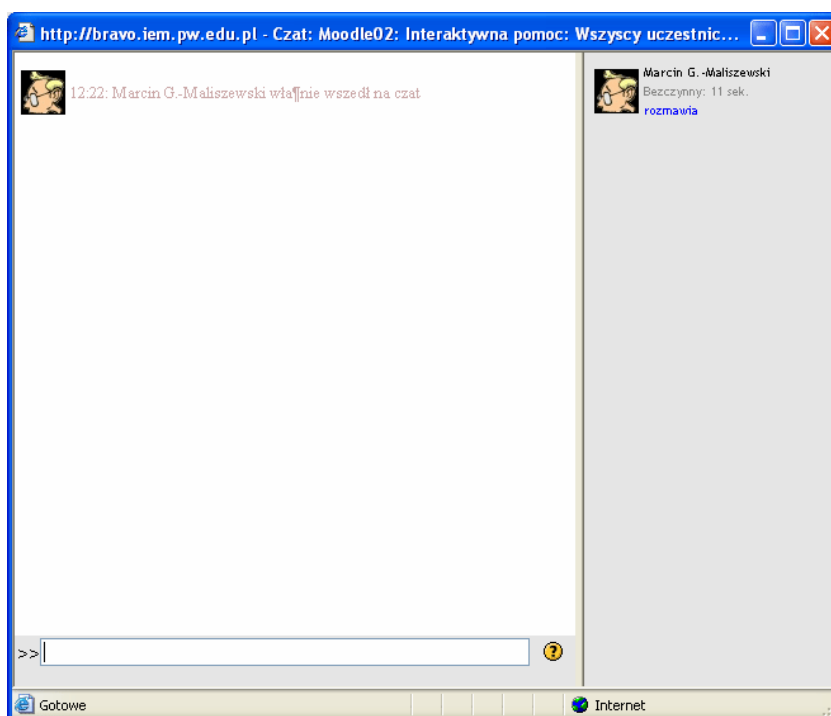 http://bravo.iem.pw.edu.pl - Czat: Moodle02: Interaktywna pomoc: Wszyscy uczestnic...
12:22: Marcin G.-Maliszewski wła¶nie wszedł na czat
Marcin G.-Maliszewski
Bezczynny: 11 sek.
rozmawia
>>
?
Gotowe
Internet